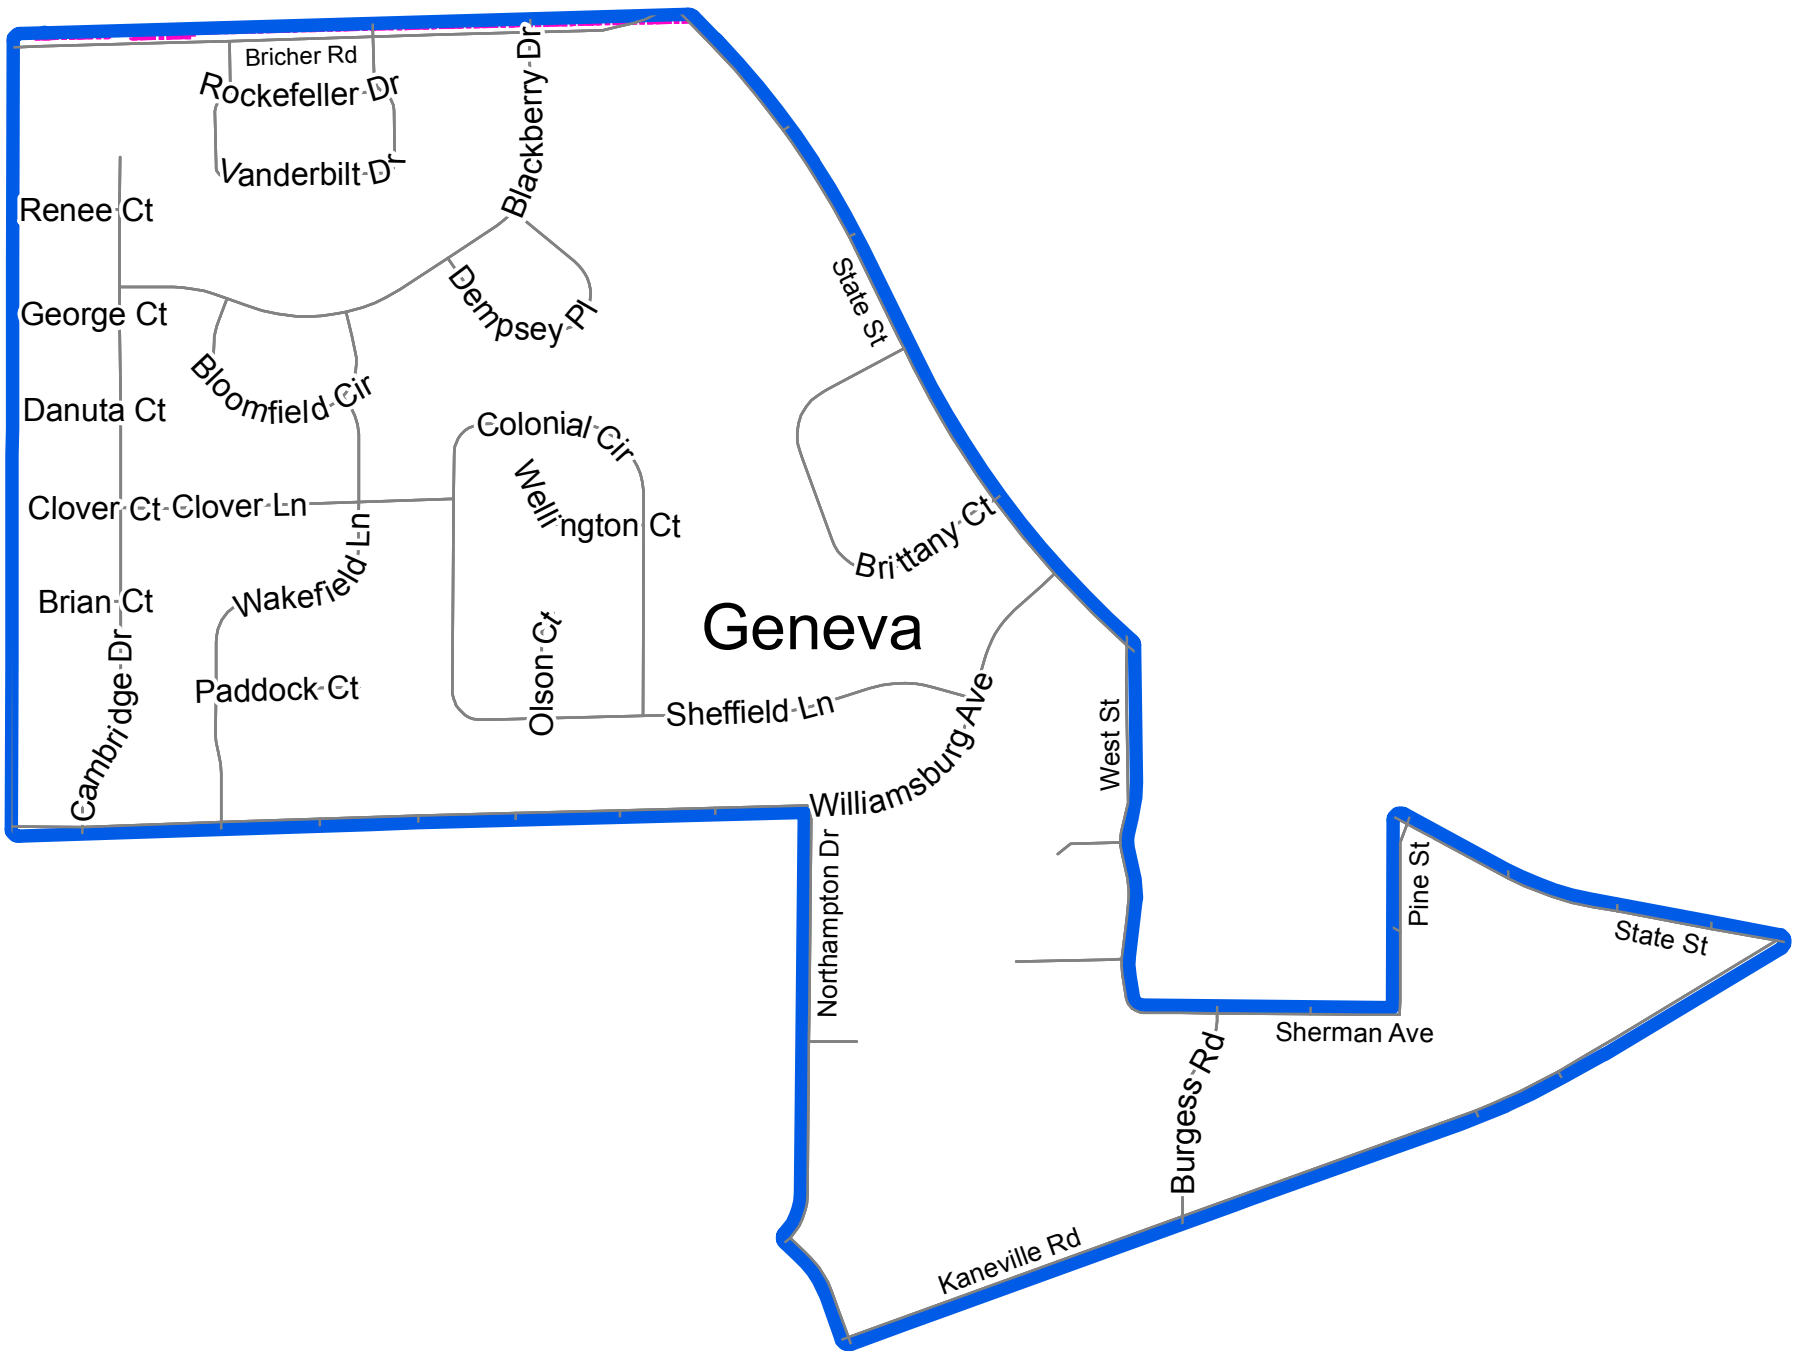 Bricher Rd
Rockefeller Dr
Blackberry Dr
Vanderbilt Dr
Renee Ct
George Ct
Dempsey Pl
State St
Bloomfield Cir
Danuta Ct
Colonial Cir
Wellington Ct
Clover Ct
Clover Ln
Brittany Ct
Brian Ct
Wakefield Ln
Geneva
Cambridge Dr
Paddock Ct
Olson Ct
Sheffield Ln
Williamsburg Ave
West St
Northampton Dr
Pine St
State St
Sherman Ave
Burgess Rd
Kaneville Rd